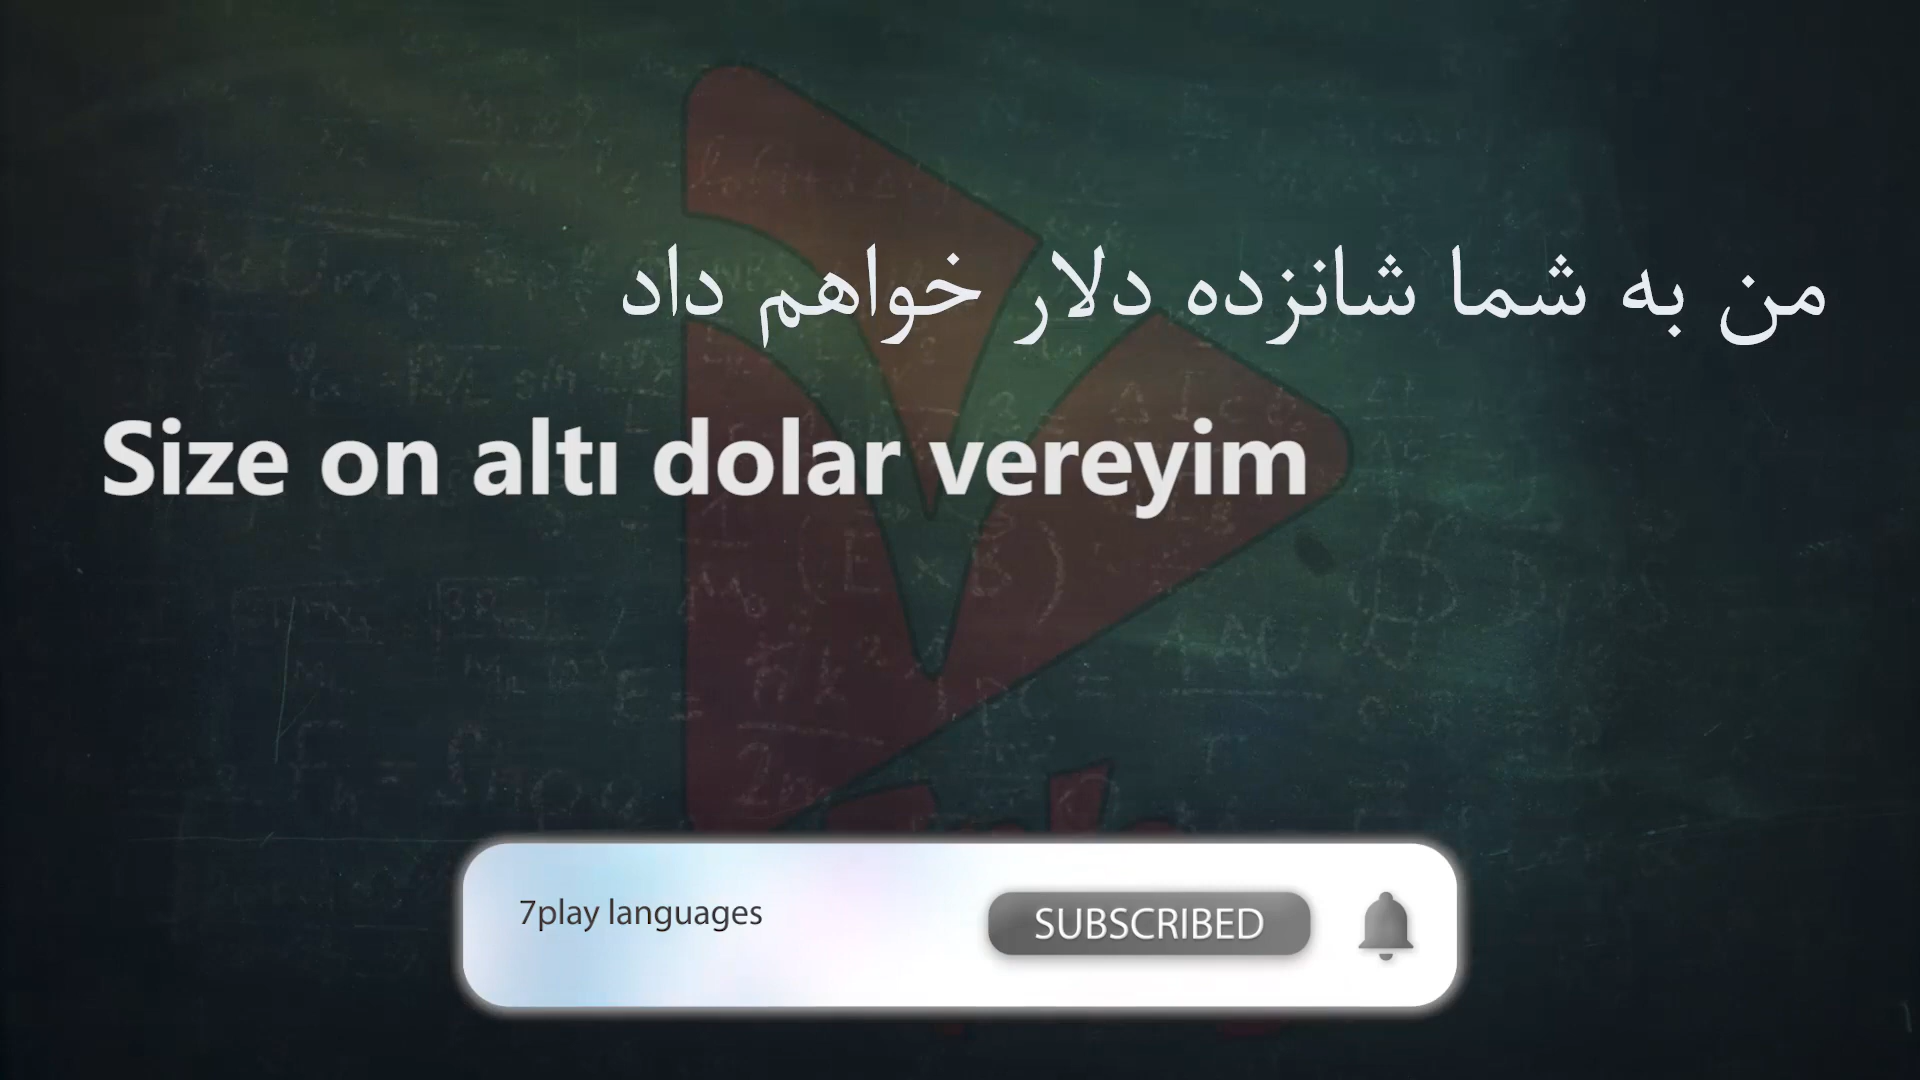 من به شما شانزده دلار خواهم داد
Size on altı dolar vereyim
7play languages
SUBSCRIBED